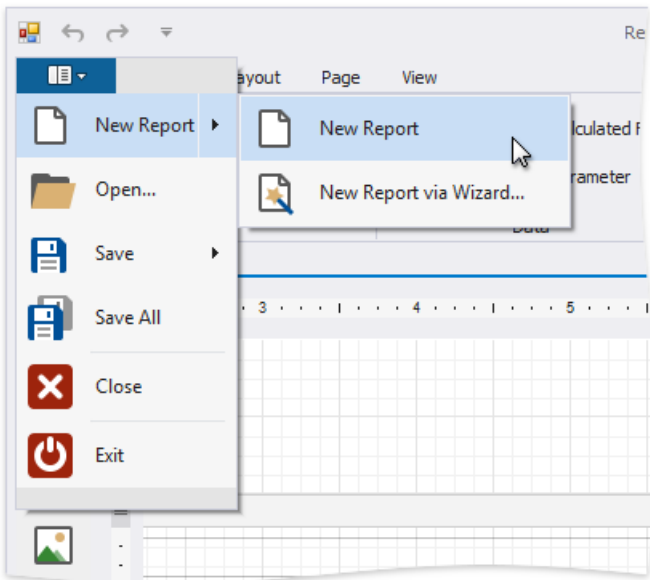 Re
ayout Page View
New Report
New Report
lculated F
Open...
New Report via Wizard...
rameter
Data
Save
3 4 5
Save All
Close
Exit